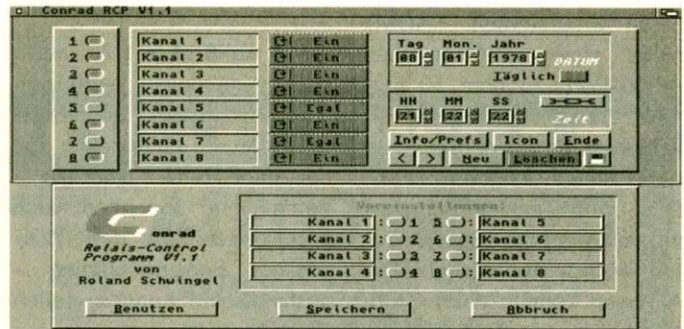 Conrad RCP V1.1
1 Kanal 1 Ein
2 Kanal 2 Ein
3 Kanal 3 Ein
4 Kanal 4 Ein
5 Kanal 5 Egal
6 Kanal 6 Ein
7 Kanal 7 Egal
8 Kanal 8 Ein
Tag Mon. Jahr
08 01 1978 DATUM
Täglich
HH MM SS
21 22 22 Zeit
Info/Prefs Icon Ende
< > Neu Löschen
Voreinstellungen:
Conrad
Relais-Control
Programm V1.1
von
Roland Schwingel
Kanal 1 : 1 5 : Kanal 5
Kanal 2 : 2 6 : Kanal 6
Kanal 3 : 3 7 : Kanal 7
Kanal 4 : 4 8 : Kanal 8
Benutzen Speichern Abbruch